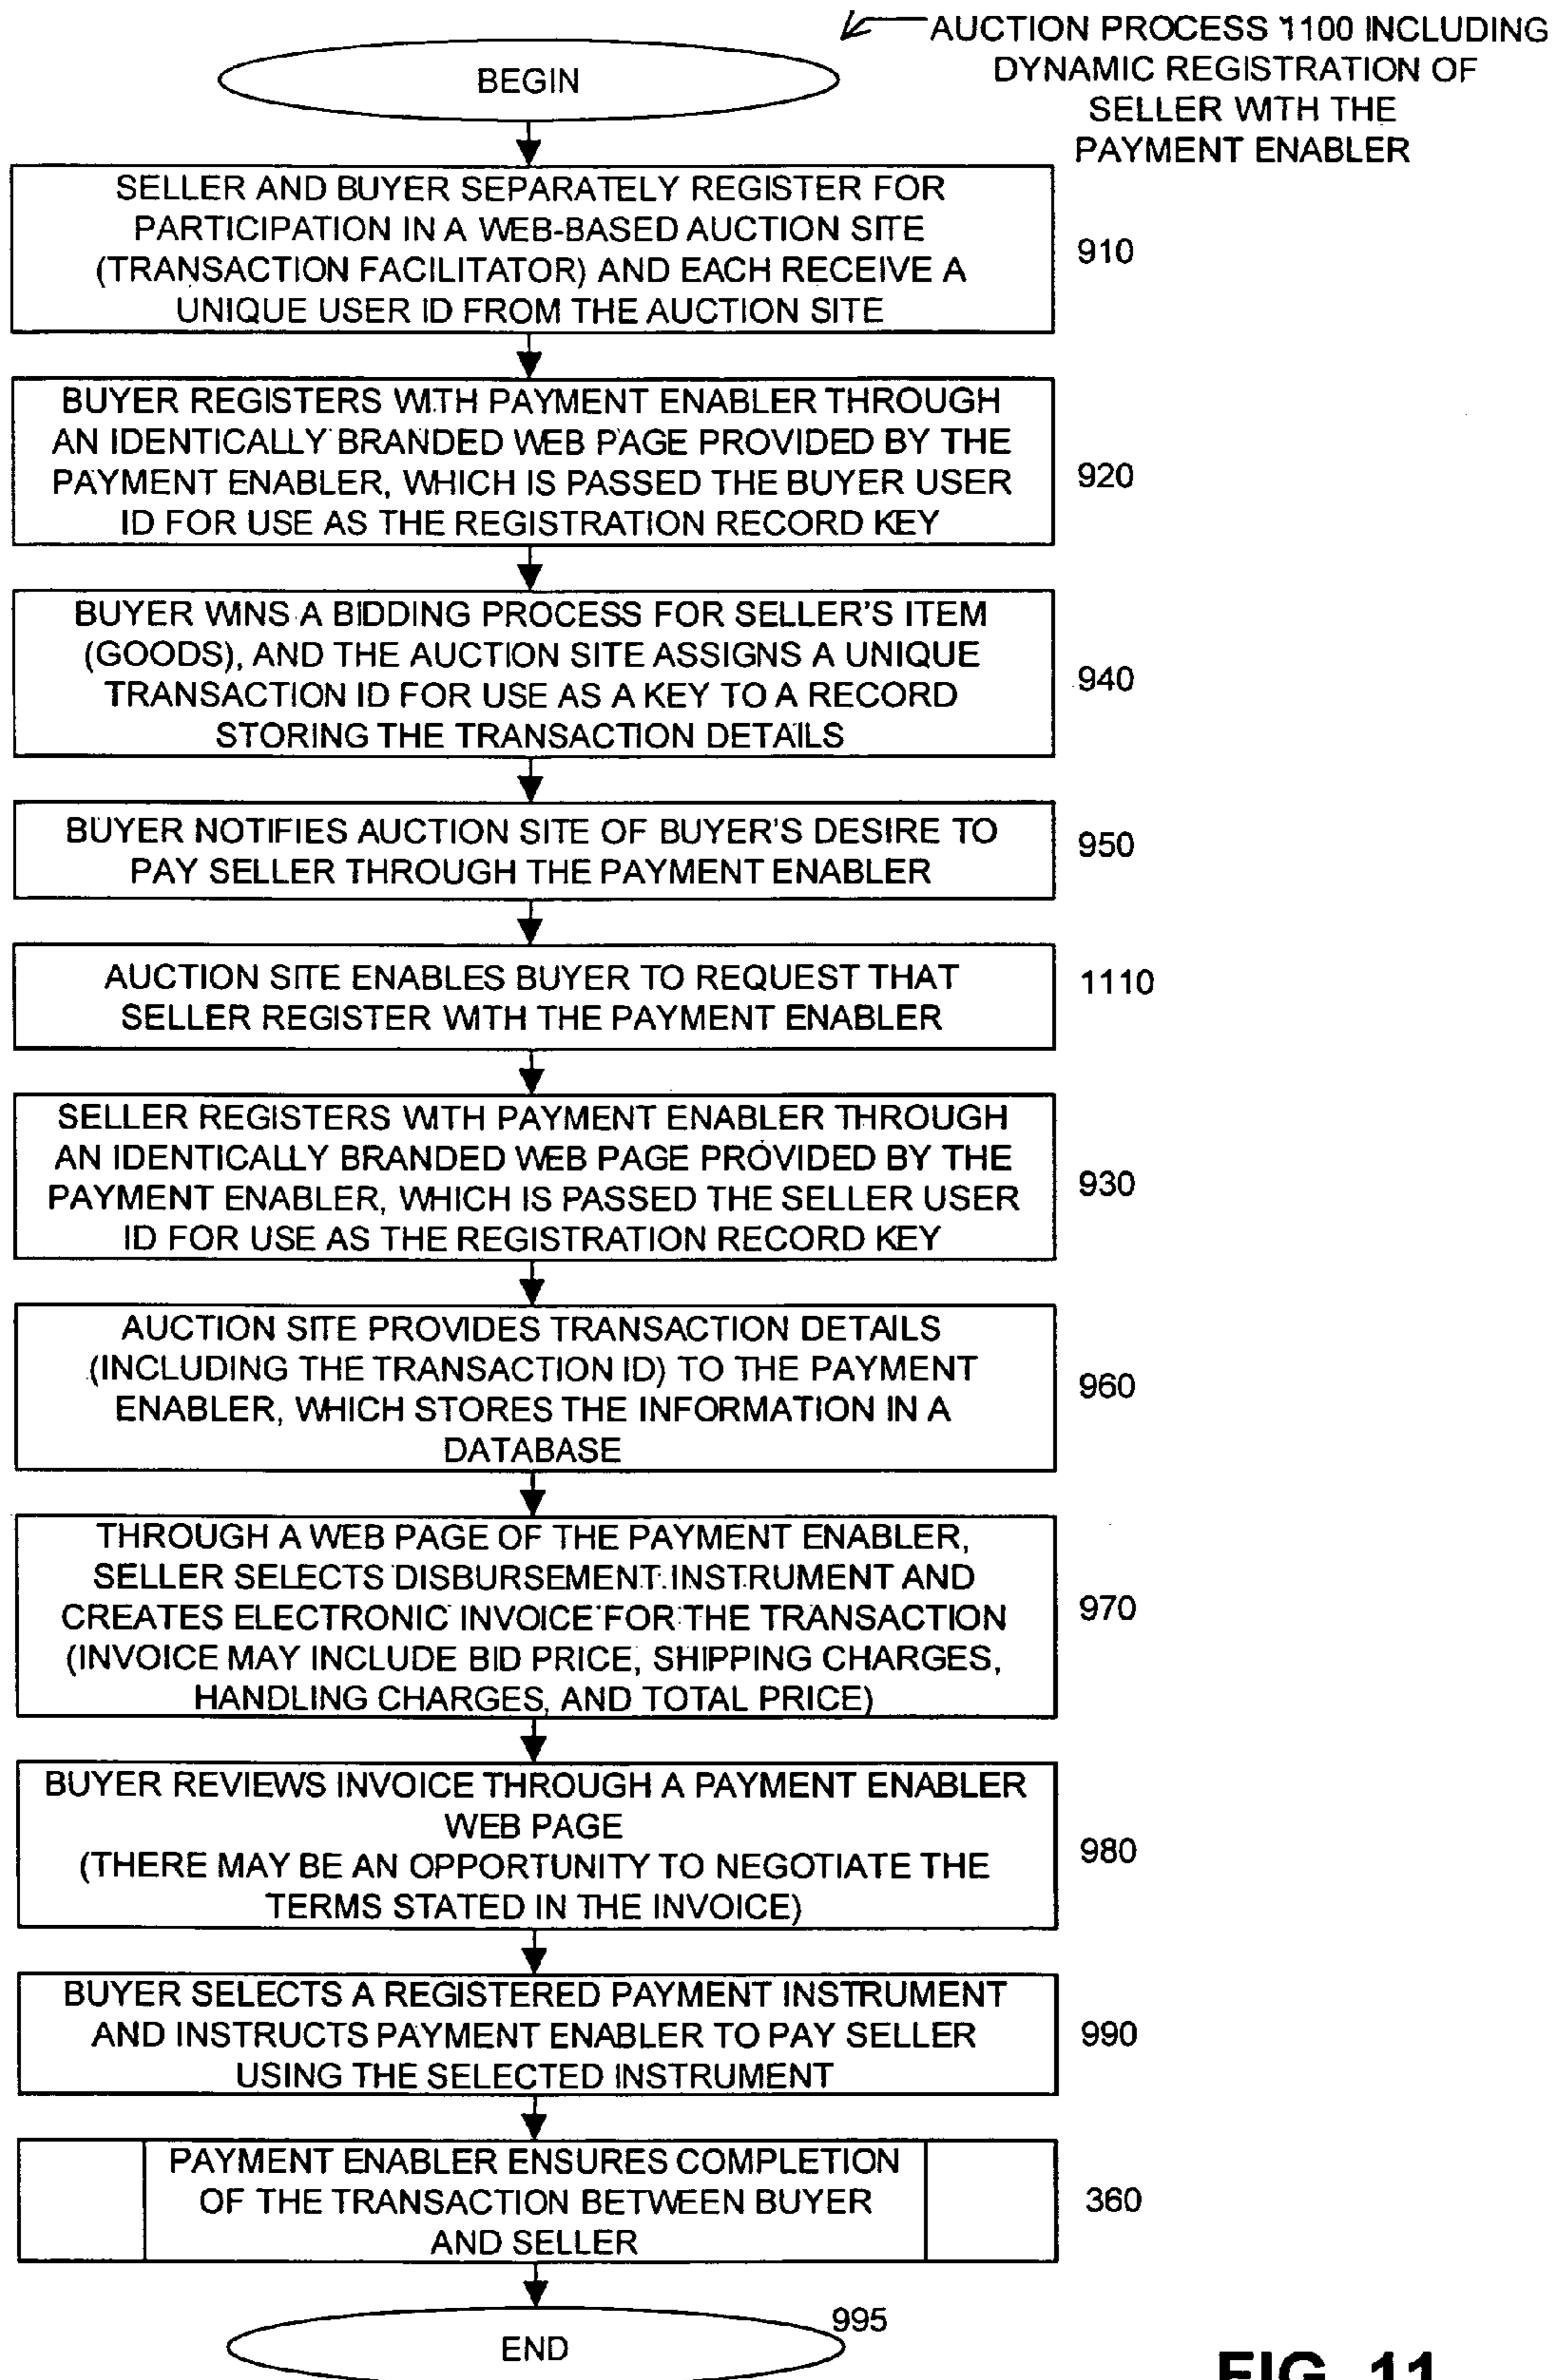 AUCTION PROCESS 1100 INCLUDING
DYNAMIC REGISTRATION OF
SELLER WITH THE
PAYMENT ENABLER
BEGIN
SELLER AND BUYER SEPARATELY REGISTER FOR
PARTICIPATION IN A WEB-BASED AUCTION SITE
(TRANSACTION FACILITATOR) AND EACH RECEIVE A
UNIQUE USER ID FROM THE AUCTION SITE
910
BUYER REGISTERS WITH PAYMENT ENABLER THROUGH
AN IDENTICALLY BRANDED WEB PAGE PROVIDED BY THE
PAYMENT ENABLER, WHICH IS PASSED THE BUYER USER
ID FOR USE AS THE REGISTRATION RECORD KEY
920
BUYER WINS A BIDDING PROCESS FOR SELLER'S ITEM
(GOODS), AND THE AUCTION SITE ASSIGNS A UNIQUE
TRANSACTION ID FOR USE AS A KEY TO A RECORD
STORING THE TRANSACTION DETAILS
940
BUYER NOTIFIES AUCTION SITE OF BUYER'S DESIRE TO
PAY SELLER THROUGH THE PAYMENT ENABLER
950
AUCTION SITE ENABLES BUYER TO REQUEST THAT
SELLER REGISTER WITH THE PAYMENT ENABLER
1110
SELLER REGISTERS WITH PAYMENT ENABLER THROUGH
AN IDENTICALLY BRANDED WEB PAGE PROVIDED BY THE
PAYMENT ENABLER, WHICH IS PASSED THE SELLER USER
ID FOR USE AS THE REGISTRATION RECORD KEY
930
AUCTION SITE PROVIDES TRANSACTION DETAILS
(INCLUDING THE TRANSACTION ID) TO THE PAYMENT
ENABLER, WHICH STORES THE INFORMATION IN A
DATABASE
960
THROUGH A WEB PAGE OF THE PAYMENT ENABLER,
SELLER SELECTS DISBURSEMENT INSTRUMENT AND
CREATES ELECTRONIC INVOICE FOR THE TRANSACTION
(INVOICE MAY INCLUDE BID PRICE, SHIPPING CHARGES,
HANDLING CHARGES, AND TOTAL PRICE)
970
BUYER REVIEWS INVOICE THROUGH A PAYMENT ENABLER
WEB PAGE
(THERE MAY BE AN OPPORTUNITY TO NEGOTIATE THE
TERMS STATED IN THE INVOICE)
980
BUYER SELECTS A REGISTERED PAYMENT INSTRUMENT
AND INSTRUCTS PAYMENT ENABLER TO PAY SELLER
USING THE SELECTED INSTRUMENT
990
PAYMENT ENABLER ENSURES COMPLETION
OF THE TRANSACTION BETWEEN BUYER
AND SELLER
360
END
995
FIG. 11